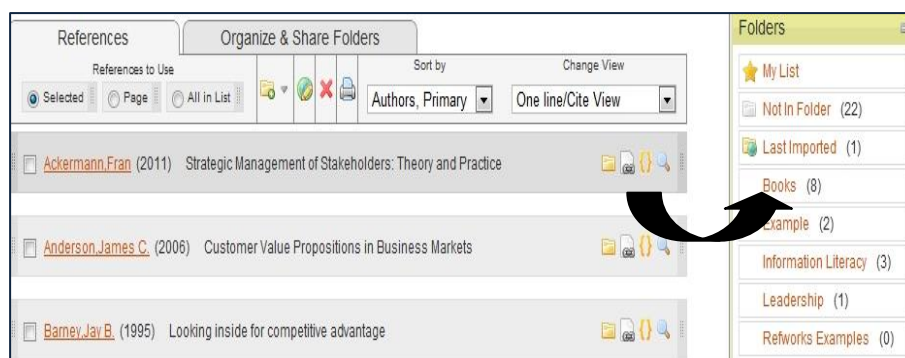 References
Organize & Share Folders
References to Use
Selected
Page
All in List
Sort by
Authors, Primary
Change View
One line/Cite View
Ackermann,Fran (2011) Strategic Management of Stakeholders: Theory and Practice
Anderson,James C. (2006) Customer Value Propositions in Business Markets
Barney,Jay B. (1995) Looking inside for competitive advantage
Folders
My List
Not In Folder (22)
Last Imported (1)
Books (8)
Example (2)
Information Literacy (3)
Leadership (1)
Refworks Examples (0)